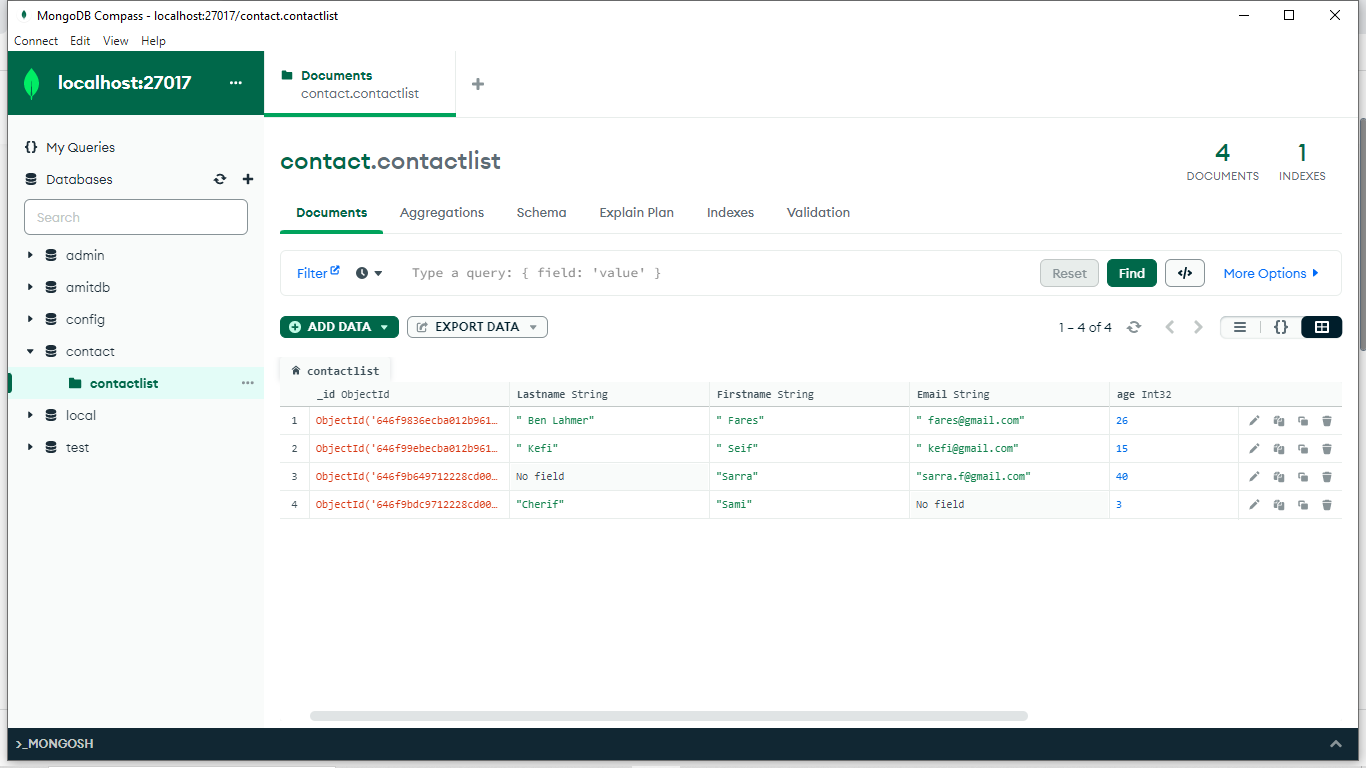 MongoDB Compass - localhost:27017/contact.contactlist
Connect Edit View Help
localhost:27017 ...
Documents
contact.contactlist
{} My Queries
Databases
Search
admin
amitdb
config
contact
contactlist ...
local
test
contact.contactlist
4
DOCUMENTS
1
INDEXES
Documents Aggregations Schema Explain Plan Indexes Validation
Filter Type a query: { field: 'value' } Reset Find </> More Options
ADD DATA EXPORT DATA 1 – 4 of 4 {}
contactlist
_id ObjectId Lastname String Firstname String Email String age Int32
1 ObjectId('646f9836ecba012b961... " Ben Lahmer" " Fares" " fares@gmail.com" 26
2 ObjectId('646f99ebecba012b961... " Kefi" " Seif" " kefi@gmail.com" 15
3 ObjectId('646f9b649712228cd00... No field "Sarra" "sarra.f@gmail.com" 40
4 ObjectId('646f9bdc9712228cd00... "Cherif" "Sami" No field 3
>_MONGOSH